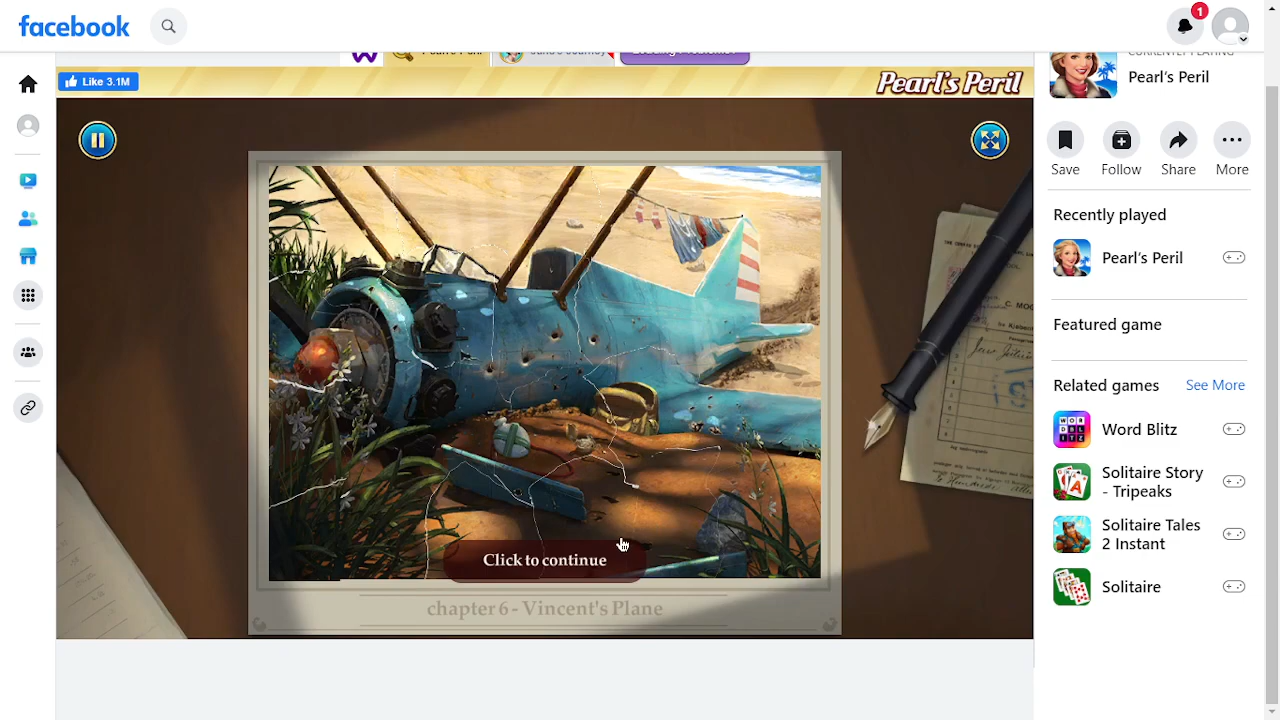 facebook
1
CURRENTLY PLAYING
Pearl's Peril
Like 3.1M
Pearl's Peril
Save
Follow
Share
More
Recently played
Pearl's Peril
Featured game
Related games
See More
Word Blitz
Solitaire Story
- Tripeaks
Solitaire Tales
2 Instant
Solitaire
Click to continue
chapter 6 - Vincent's Plane